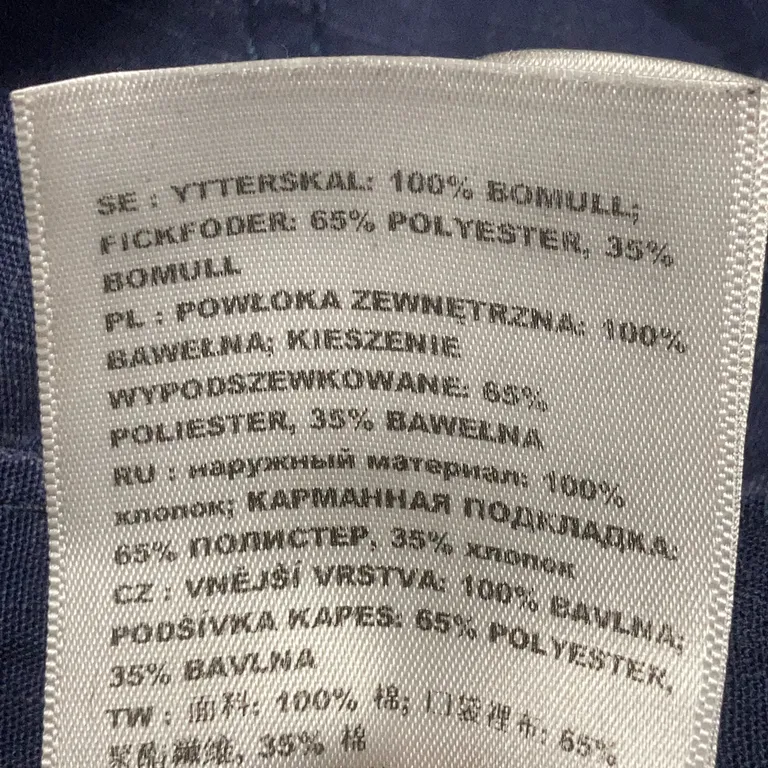 SE : YTTERSKAL: 100% BOMULL;
FICKFODER: 65% POLYESTER, 35%
BOMULL
PL : POWŁOKA ZEWNĘTRZNA: 100%
BAWEŁNA; KIESZENIE
WYPODSZEWKOWANE: 65%
POLIESTER, 35% BAWEŁNA
RU : наружный материал: 100%
хлопок; КАРМАННАЯ ПОДКЛАДКА:
65% ПОЛИСТЕР, 35% хлопок
CZ : VNĚJŠÍ VRSTVA: 100% BAVLNA;
PODŠÍVKA KAPES: 65% POLYESTER,
35% BAVLNA
TW : 面料: 100% 棉; 口袋裡布: 65%
聚酯纖维, 35% 棉